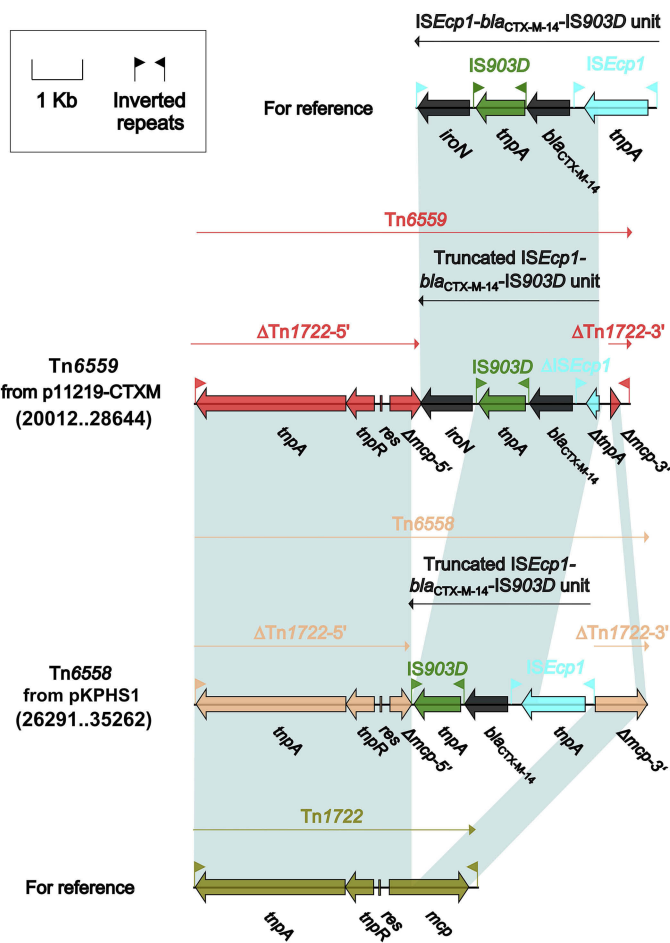 ISEcp1-blaCTX-M-14-IS903D unit
IS903D ISEcp1
1 Kb
Inverted
repeats
For reference
iroN tnpA blaCTX-M-14 tnpA
Tn6559
Truncated ISEcp1-
blaCTX-M-14-IS903D unit
ΔTn1722-5' ΔTn1722-3'
Tn6559
from p11219-CTXM
(20012..28644)
IS903D ΔISEcp1
tnpA tnpR res Δmcp-5' iroN tnpA blaCTX-M-14 ΔtnpA Δmcp-3'
Tn6558
Truncated ISEcp1-
blaCTX-M-14-IS903D unit
ΔTn1722-5' ΔTn1722-3'
Tn6558
from pKPHS1
(26291..35262)
IS903D ISEcp1
tnpA tnpR res Δmcp-5' tnpA blaCTX-M-14 tnpA Δmcp-3'
Tn1722
For reference
tnpA tnpR res mcp